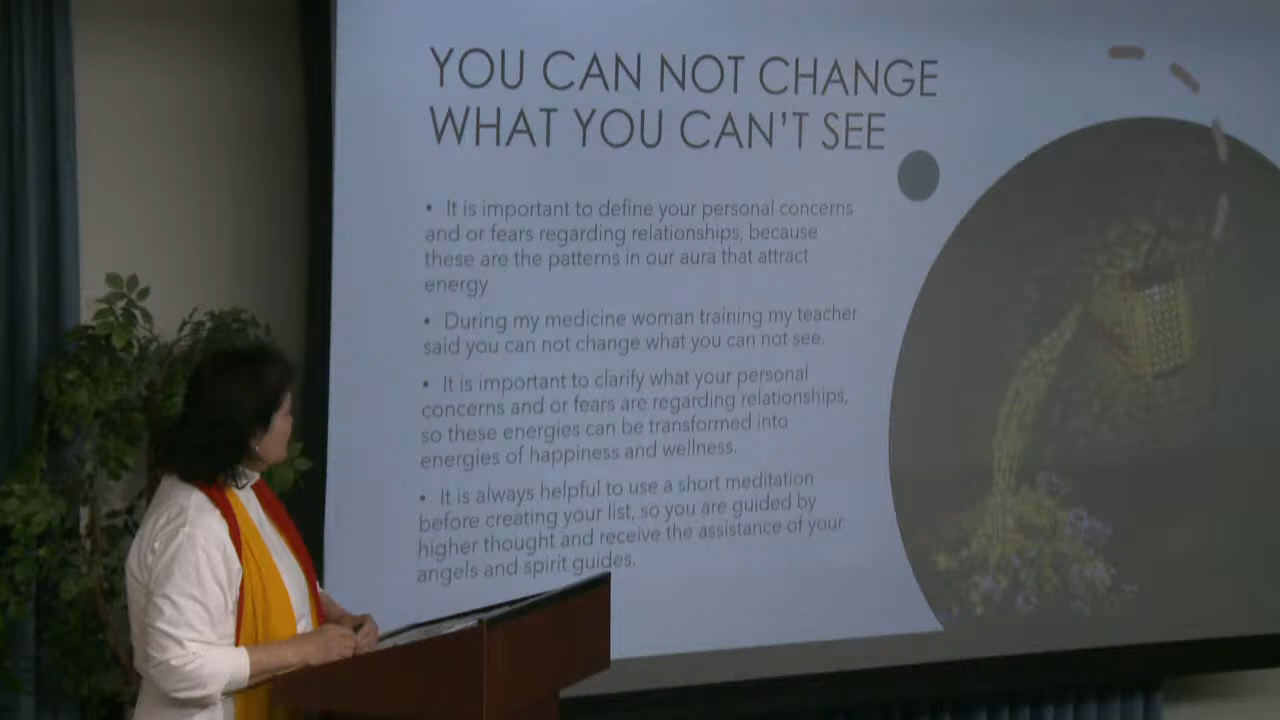 YOU CAN NOT CHANGE
WHAT YOU CAN'T SEE
• It is important to define your personal concerns
and or fears regarding relationships, because
these are the patterns in our aura that attract
energy
• During my medicine woman training my teacher
said you can not change what you can not see.
• It is important to clarify what your personal
concerns and or fears are regarding relationships,
so these energies can be transformed into
energies of happiness and wellness.
• It is always helpful to use a short meditation
before creating your list, so you are guided by
higher thought and receive the assistance of your
angels and spirit guides.